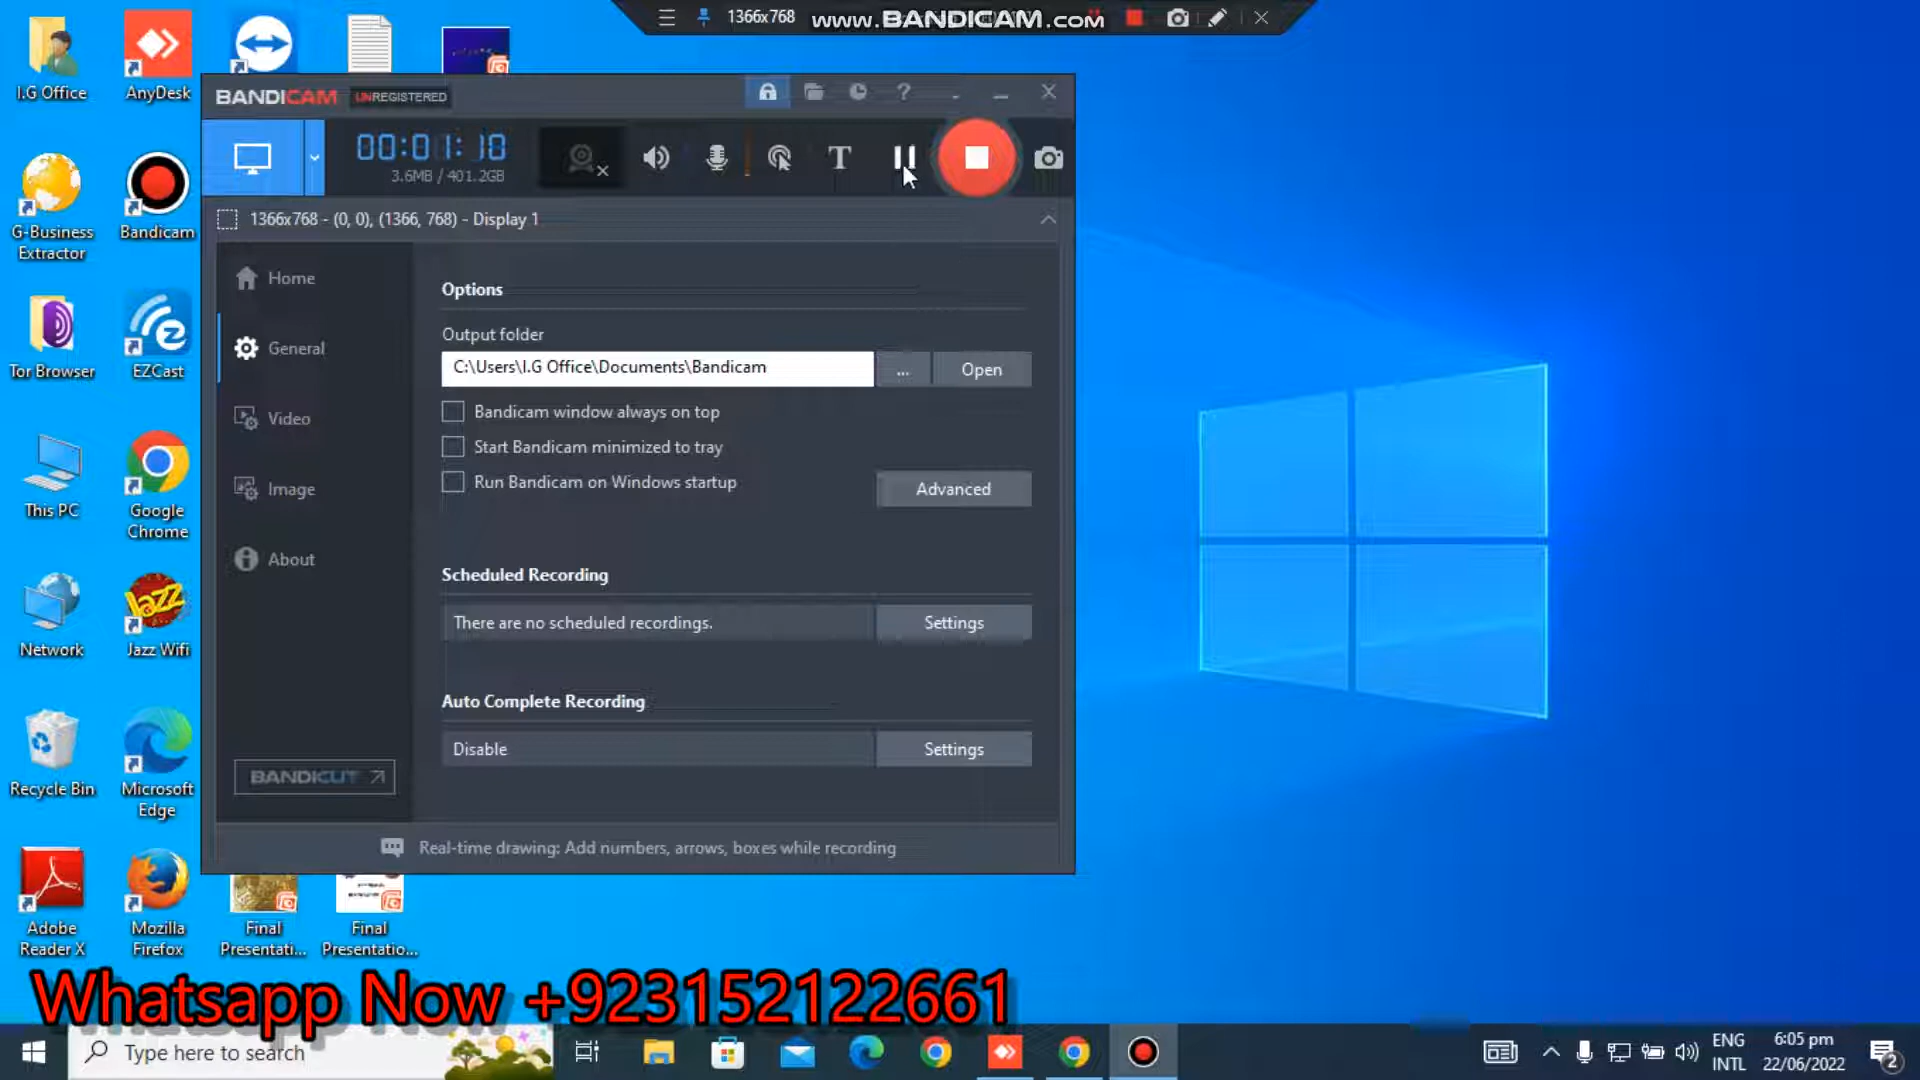 1366x768
www.BANDICAM.com
I.G Office
AnyDesk
BANDICAM UNREGISTERED
00:01:18
3.6MB / 401.2GB
1366x768 - (0, 0), (1366, 768) - Display 1
G-Business
Extractor
Bandicam
Tor Browser
EZCast
This PC
Google
Chrome
Network
Jazz Wifi
Recycle Bin
Microsoft
Edge
Adobe
Reader X
Mozilla
Firefox
Final
Presentati...
Final
Presentatio...
Home
General
Video
Image
About
BANDICUT
Options
Output folder
C:\Users\I.G Office\Documents\Bandicam
...
Open
Bandicam window always on top
Start Bandicam minimized to tray
Run Bandicam on Windows startup
Advanced
Scheduled Recording
There are no scheduled recordings.
Settings
Auto Complete Recording
Disable
Settings
Real-time drawing: Add numbers, arrows, boxes while recording
Whatsapp Now +923152122661
Type here to search
ENG
INTL
6:05 pm
22/06/2022
2